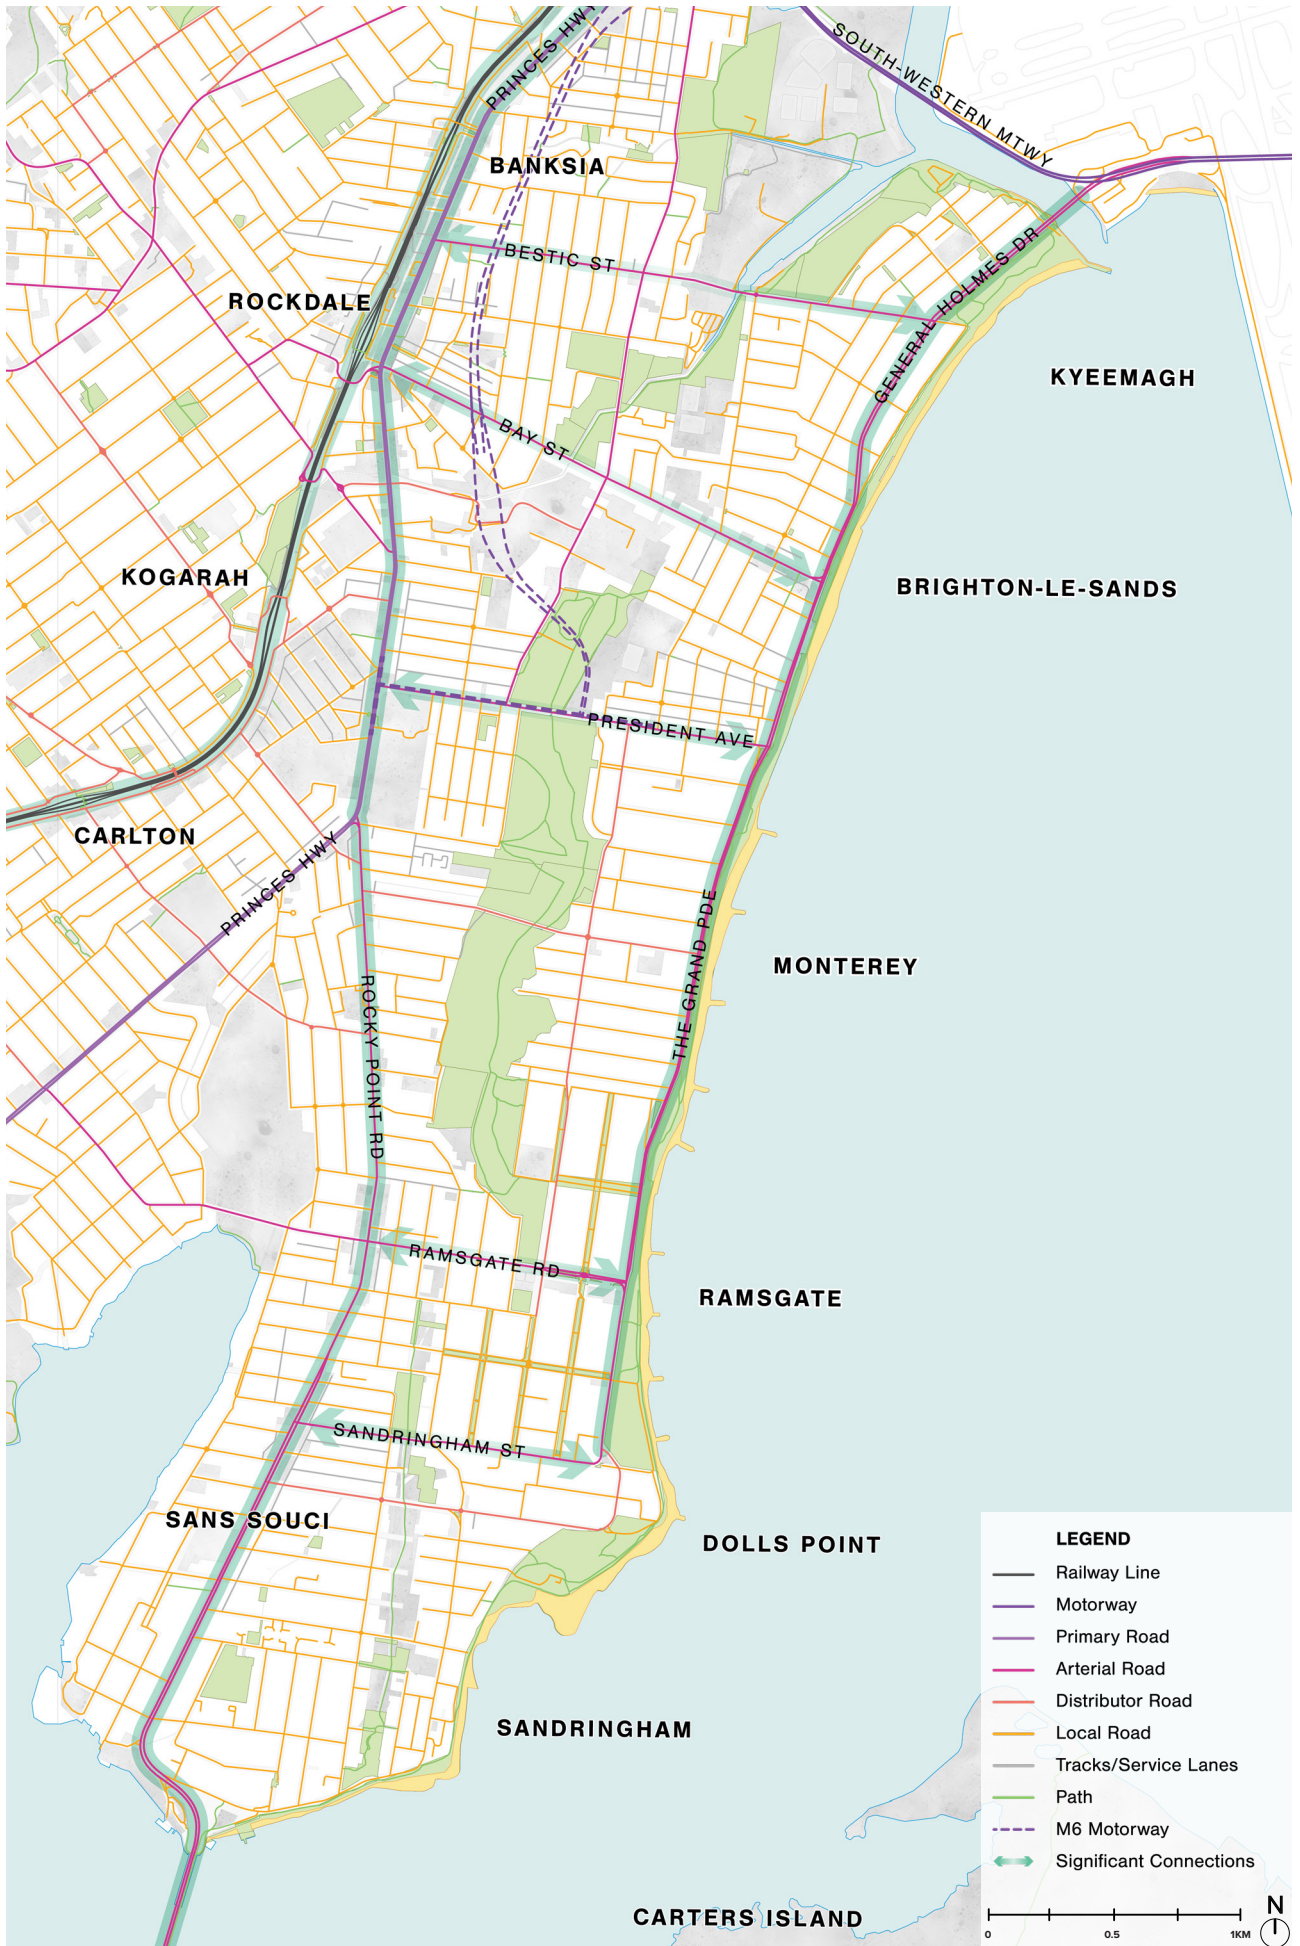 PRINCES HWY
SOUTH-WESTERN MTWY
BANKSIA
BESTIC ST
GENERAL HOLMES DR
ROCKDALE
KYEEMAGH
BAY ST
KOGARAH
BRIGHTON-LE-SANDS
PRESIDENT AVE
CARLTON
PRINCES HWY
THE GRAND PDE
MONTEREY
ROCKY POINT RD
RAMSGATE RD
RAMSGATE
SANDRINGHAM ST
SANS SOUCI
DOLLS POINT
SANDRINGHAM
CARTERS ISLAND
LEGEND
Railway Line
Motorway
Primary Road
Arterial Road
Distributor Road
Local Road
Tracks/Service Lanes
Path
M6 Motorway
Significant Connections
N
0 0.5 1KM